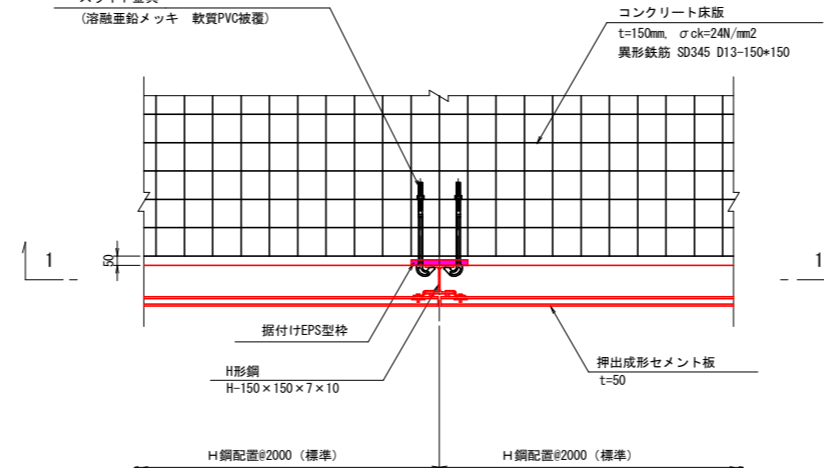 (溶融亜鉛メッキ 軟質PVC被覆)
コンクリート床版
t=150mm, σck=24N/mm2
異形鉄筋 SD345 D13-150*150
1
50
1
据付けEPS型枠
H形鋼
H-150×150×7×10
押出成形セメント板
t=50
H鋼配置@2000 (標準)
H鋼配置@2000 (標準)